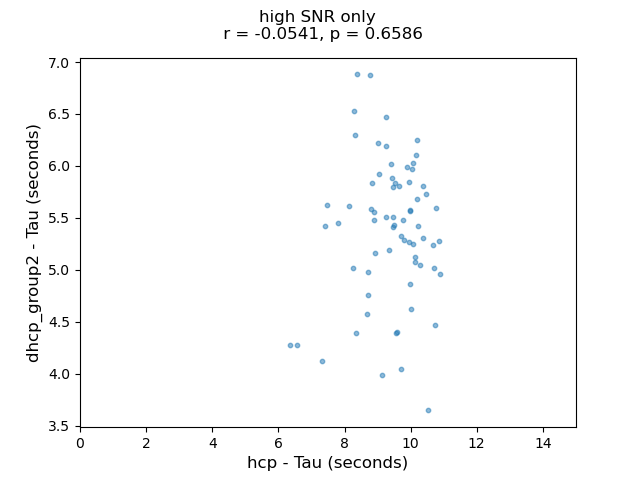 high SNR only
r = -0.0541, p = 0.6586
7.0
6.5
6.0
5.5
5.0
4.5
4.0
3.5
dhcp_group2 - Tau (seconds)
0 2 4 6 8 10 12 14
hcp - Tau (seconds)